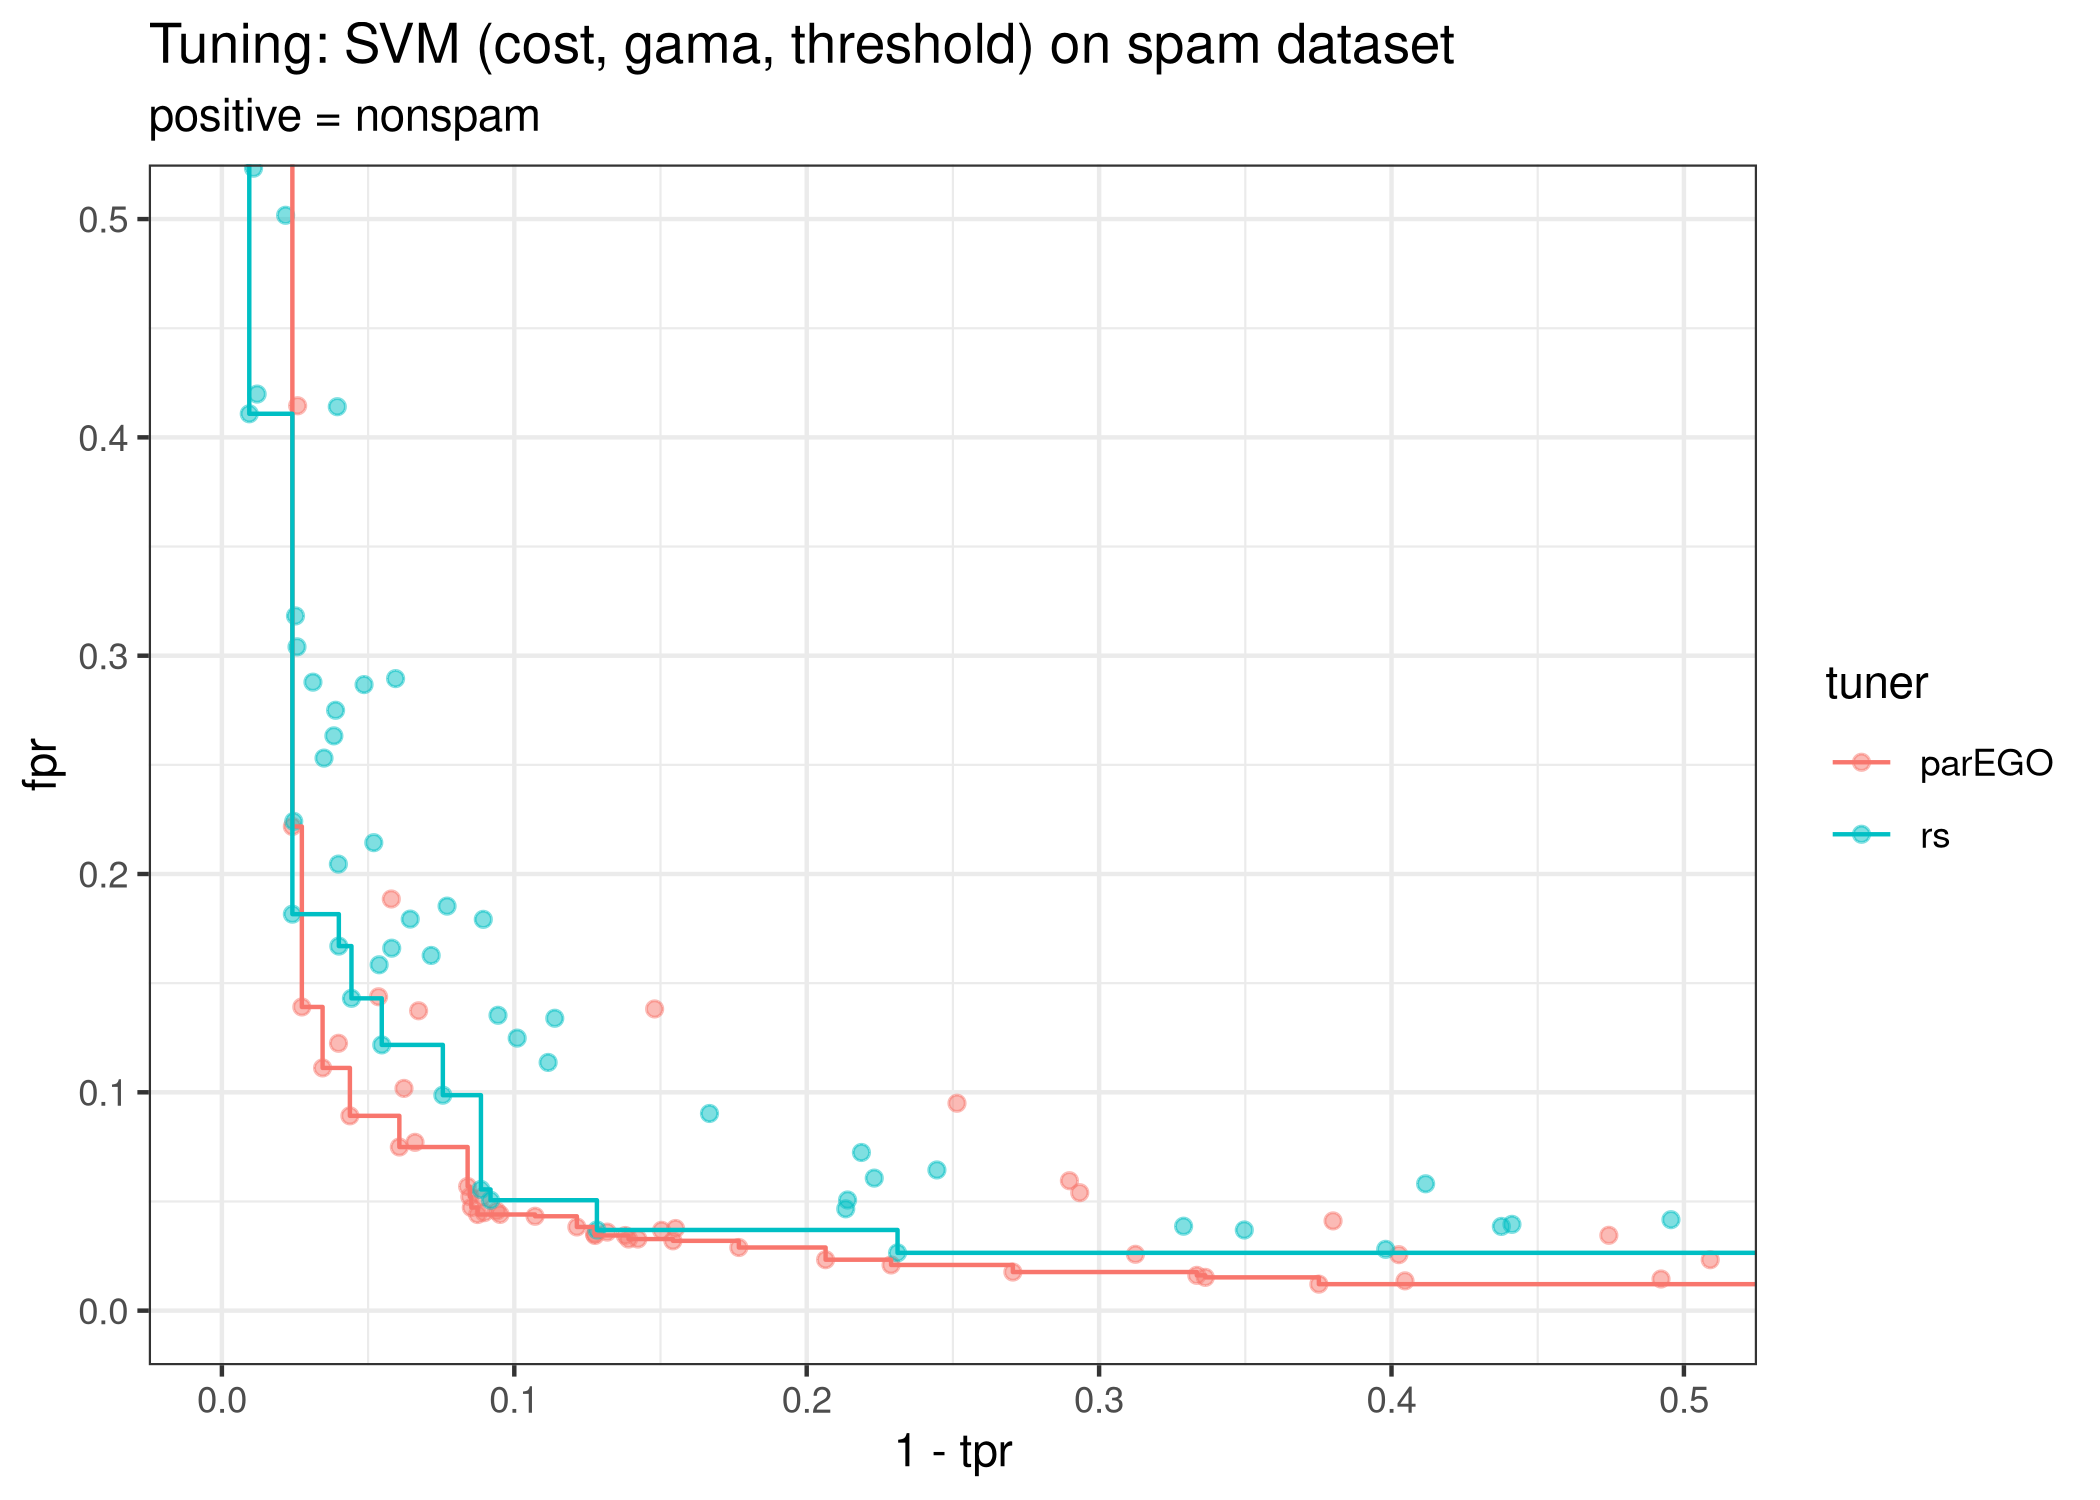 Tuning: SVM (cost, gama, threshold) on spam dataset
positive = nonspam
0.5
0.4
0.3
0.2
0.1
0.0
fpr
0.0 0.1 0.2 0.3 0.4 0.5
1 - tpr
tuner
parEGO
rs